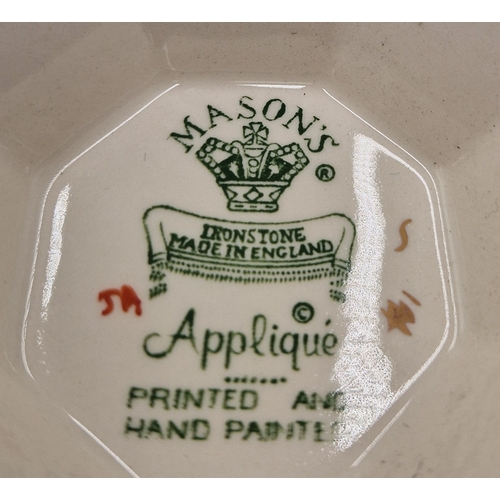 MASON'S
®
IRONSTONE
MADE IN ENGLAND
©
Appliqué
PRINTED AND
HAND PAINTED